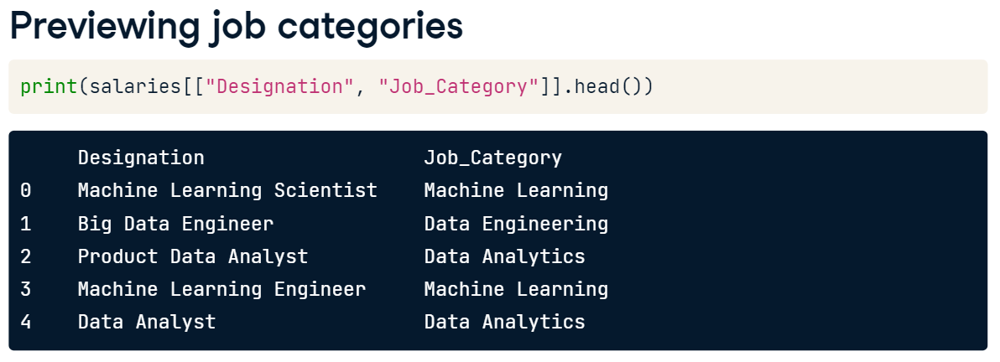 Previewing job categories
print(salaries[["Designation", "Job_Category"]].head())
Designation Job_Category
0 Machine Learning Scientist Machine Learning
1 Big Data Engineer Data Engineering
2 Product Data Analyst Data Analytics
3 Machine Learning Engineer Machine Learning
4 Data Analyst Data Analytics